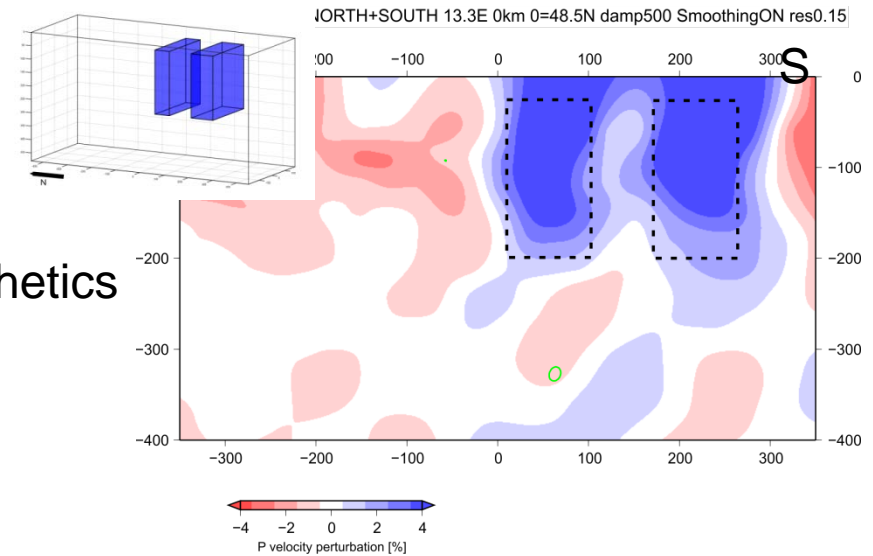 NORTH+SOUTH 13.3E 0km 0=48.5N damp500 SmoothingON res0.15
200 −100 0 100 200 300
S
N
0
−100
−200 −200
hetics
−300 −300
−400 −400
−300 −200 −100 0 100 200 300
−4 −2 0 2 4
P velocity perturbation [%]